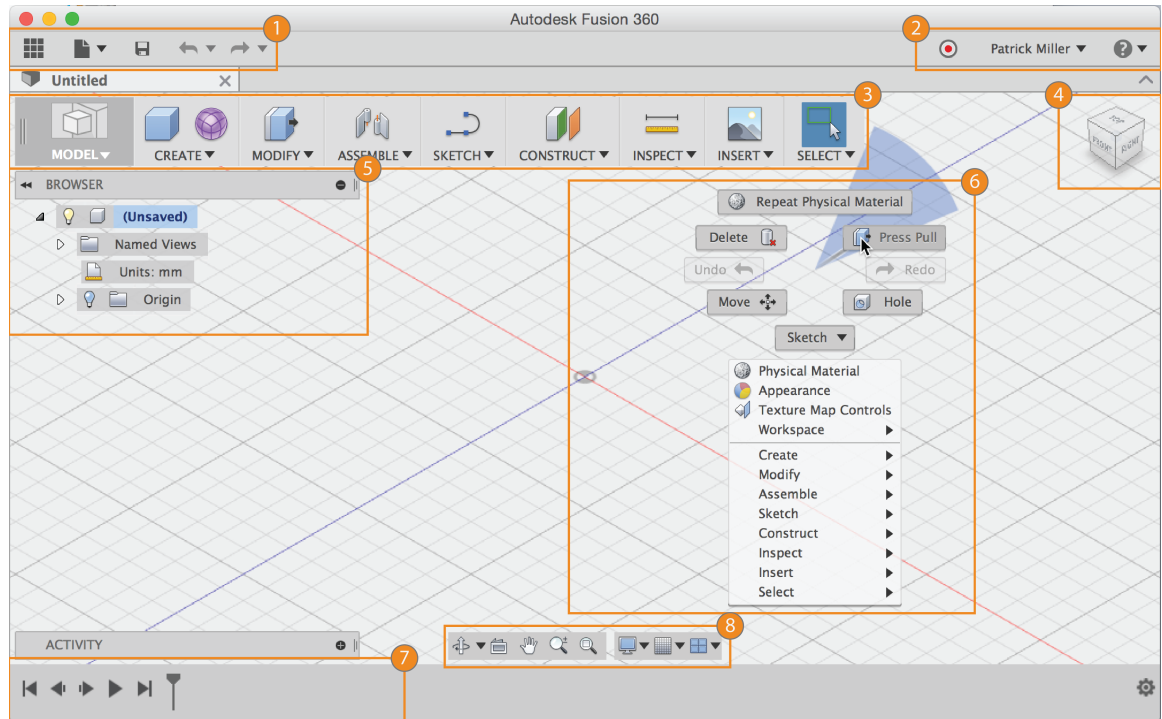 Autodesk Fusion 360
1
2
Patrick Miller
?
Untitled
3
4
MODEL
CREATE
MODIFY
ASSEMBLE
SKETCH
CONSTRUCT
INSPECT
INSERT
SELECT
TOP
FRONT
RIGHT
5
BROWSER
(Unsaved)
Named Views
Units: mm
Origin
6
Repeat Physical Material
Delete
Press Pull
Undo
Redo
Move
Hole
Sketch
Physical Material
Appearance
Texture Map Controls
Workspace
Create
Modify
Assemble
Sketch
Construct
Inspect
Insert
Select
ACTIVITY
8
7